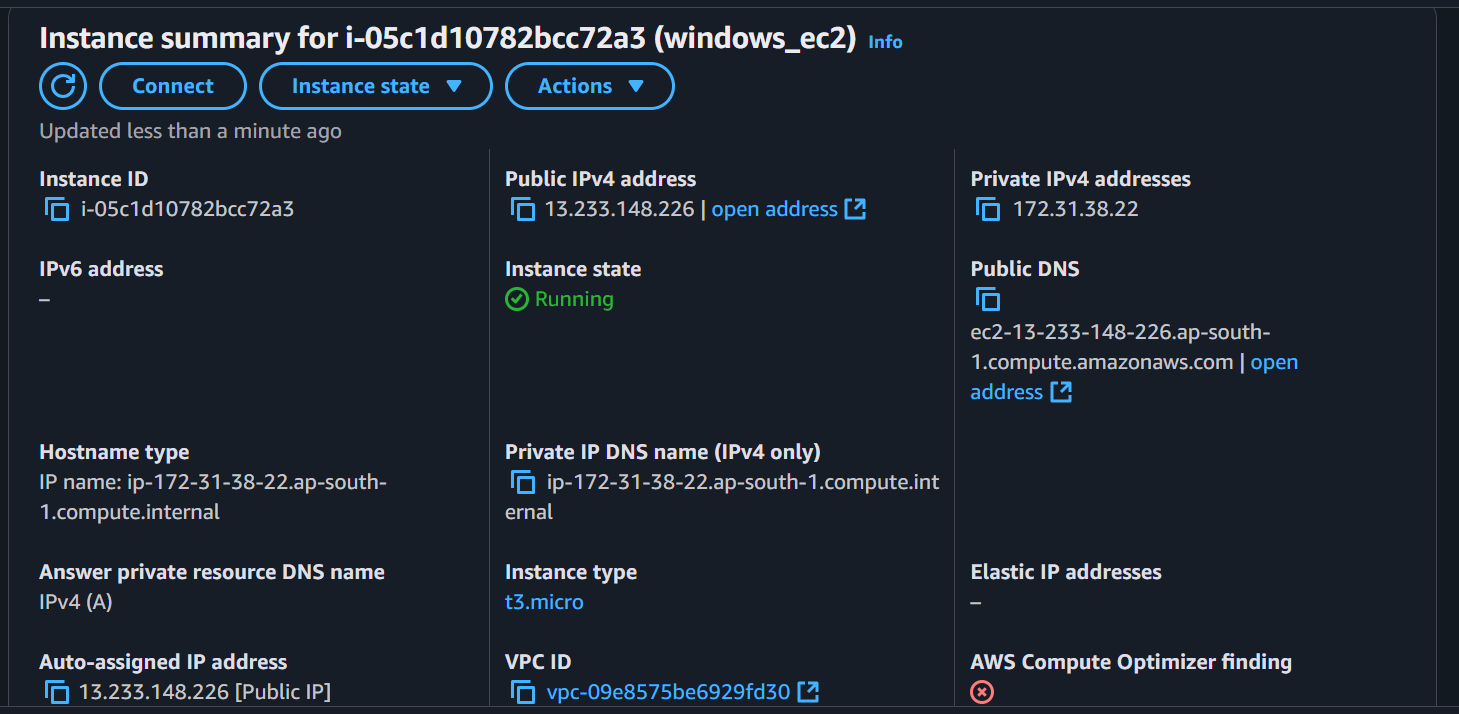 Instance summary for i-05c1d10782bcc72a3 (windows_ec2) Info
Connect
Instance state
Actions
Updated less than a minute ago
Instance ID
i-05c1d10782bcc72a3
Public IPv4 address
13.233.148.226 | open address
Private IPv4 addresses
172.31.38.22
IPv6 address
–
Instance state
Running
Public DNS
ec2-13-233-148-226.ap-south-
1.compute.amazonaws.com | open
address
Hostname type
IP name: ip-172-31-38-22.ap-south-
1.compute.internal
Private IP DNS name (IPv4 only)
ip-172-31-38-22.ap-south-1.compute.int
ernal
Answer private resource DNS name
IPv4 (A)
Instance type
t3.micro
Elastic IP addresses
–
Auto-assigned IP address
13.233.148.226 [Public IP]
VPC ID
vpc-09e8575be6929fd30
AWS Compute Optimizer finding